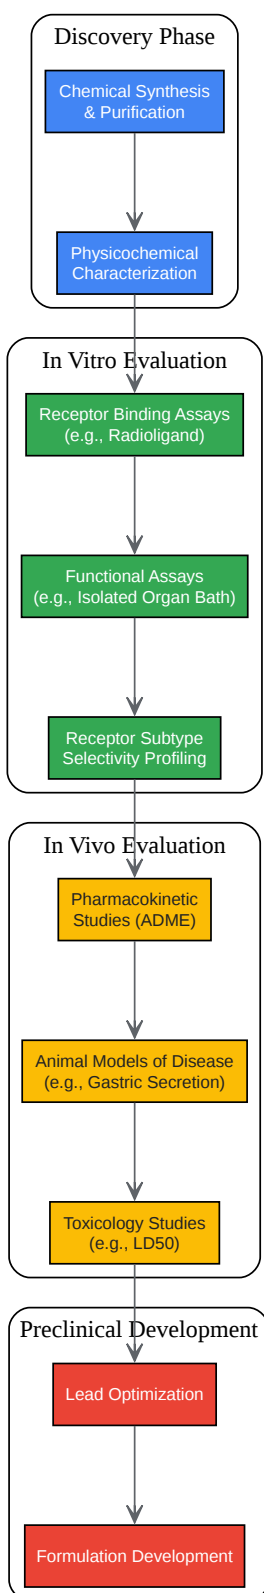 Discovery Phase
Chemical Synthesis
& Purification
Physicochemical
Characterization
In Vitro Evaluation
Receptor Binding Assays
(e.g., Radioligand)
Functional Assays
(e.g., Isolated Organ Bath)
Receptor Subtype
Selectivity Profiling
In Vivo Evaluation
Pharmacokinetic
Studies (ADME)
Animal Models of Disease
(e.g., Gastric Secretion)
Toxicology Studies
(e.g., LD50)
Preclinical Development
Lead Optimization
Formulation Development